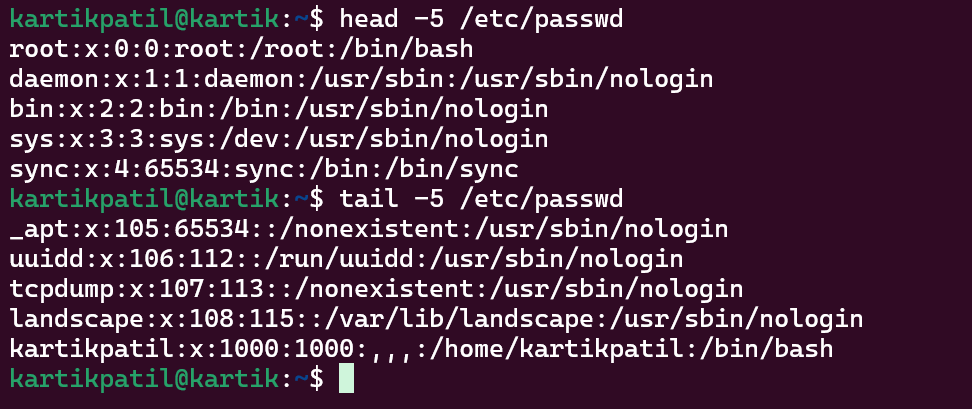 kartikpatil@kartik:~$ head -5 /etc/passwd
root:x:0:0:root:/root:/bin/bash
daemon:x:1:1:daemon:/usr/sbin:/usr/sbin/nologin
bin:x:2:2:bin:/bin:/usr/sbin/nologin
sys:x:3:3:sys:/dev:/usr/sbin/nologin
sync:x:4:65534:sync:/bin:/bin/sync
kartikpatil@kartik:~$ tail -5 /etc/passwd
_apt:x:105:65534::/nonexistent:/usr/sbin/nologin
uuidd:x:106:112::/run/uuidd:/usr/sbin/nologin
tcpdump:x:107:113::/nonexistent:/usr/sbin/nologin
landscape:x:108:115::/var/lib/landscape:/usr/sbin/nologin
kartikpatil:x:1000:1000:,,,:/home/kartikpatil:/bin/bash
kartikpatil@kartik:~$